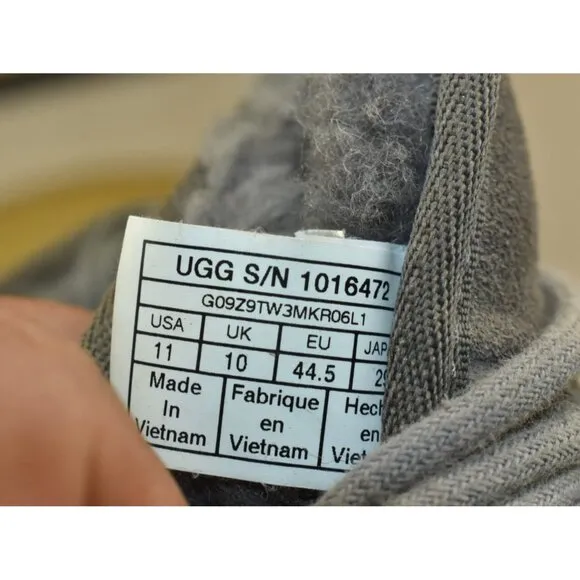 UGG S/N 1016472
G09Z9TW3MKR06L1
USA UK EU
11 10 44.5
Made Fabrique
In en en
Vietnam Vietnam